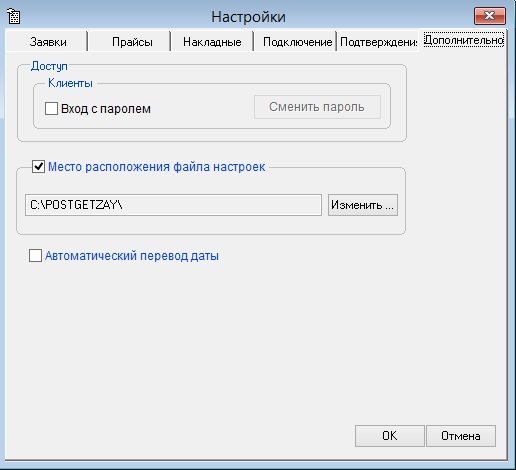 Настройки
Заявки Прайсы Накладные Подключение Подтверждения Дополнительно
Доступ
Клиенты
Вход с паролем Сменить пароль
Место расположения файла настроек
C:\POSTGETZAY\ Изменить ...
Автоматический перевод даты
OK Отмена